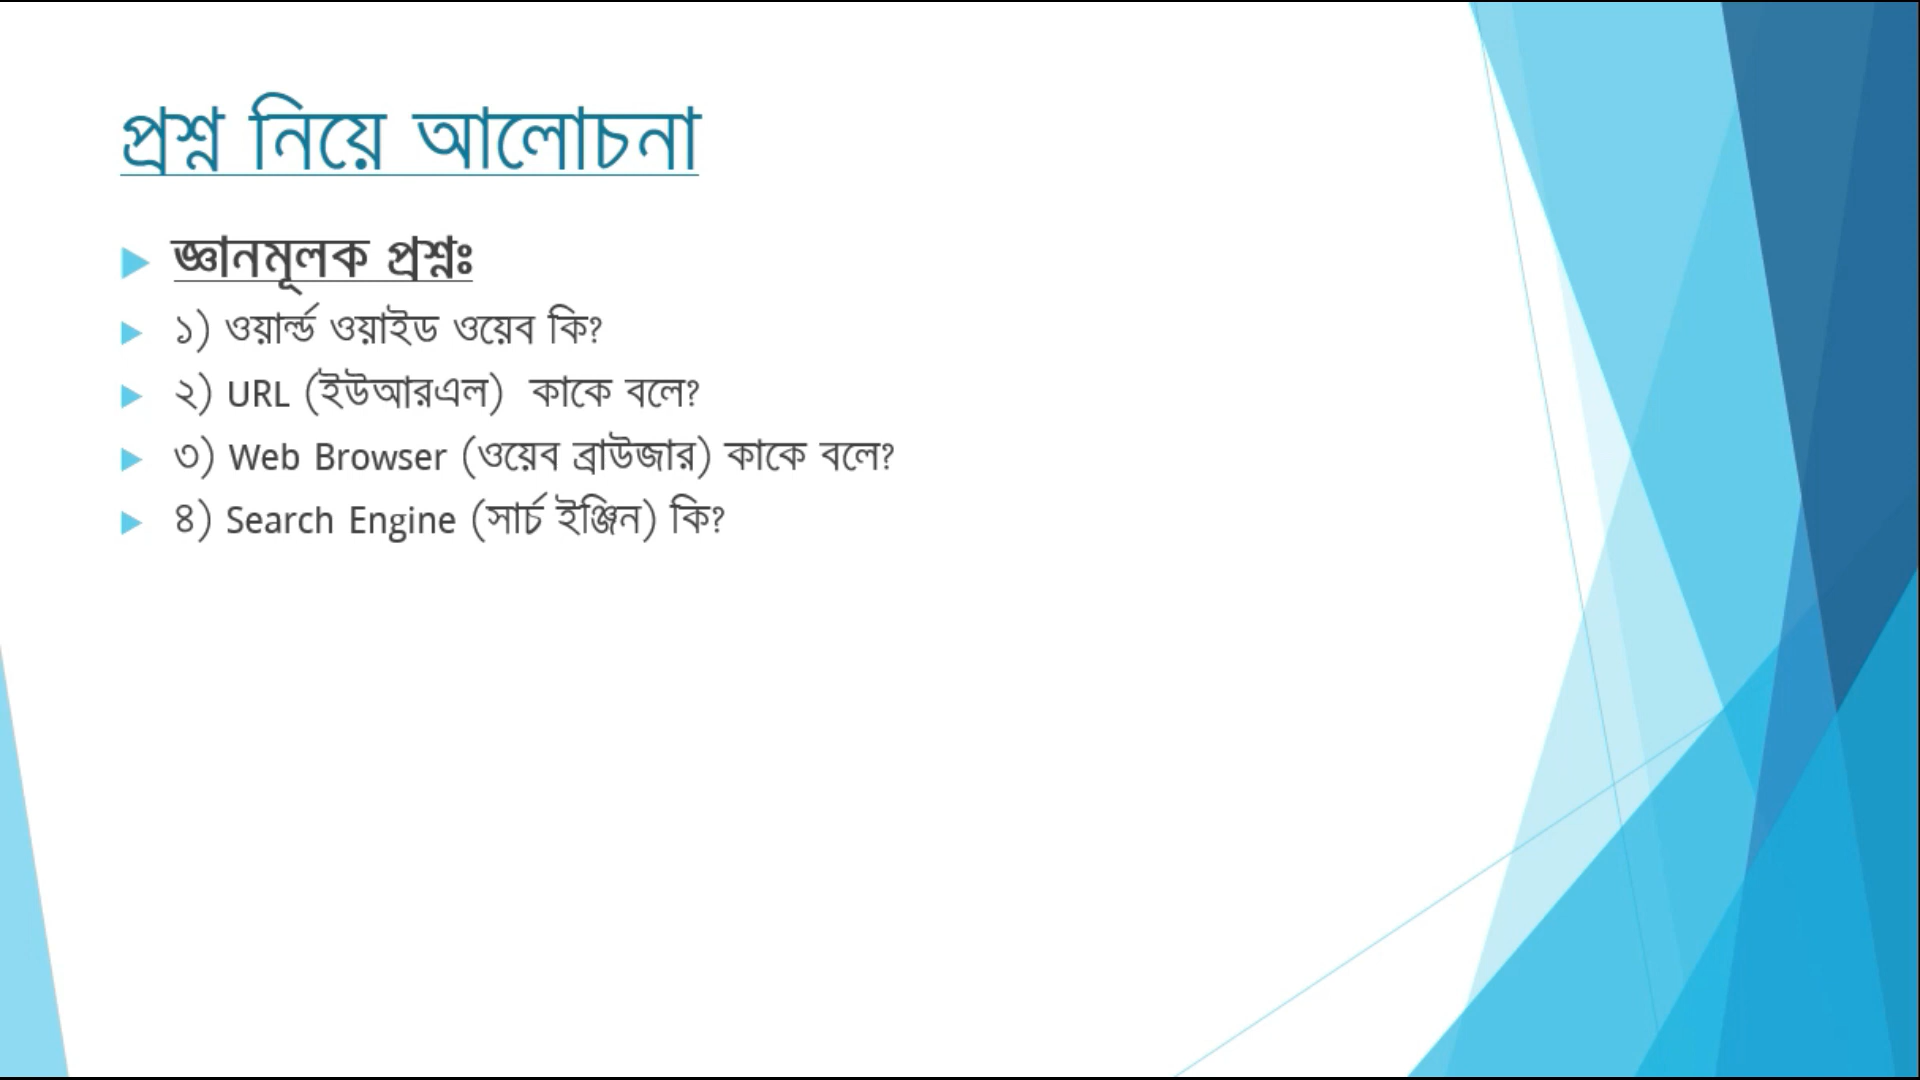 প্রশ্ন নিয়ে আলোচনা
জ্ঞানমূলক প্রশ্নঃ
১) ওয়ার্ল্ড ওয়াইড ওয়েব কি?
২) URL (ইউআরএল)  কাকে বলে?
৩) Web Browser (ওয়েব ব্রাউজার) কাকে বলে?
৪) Search Engine (সার্চ ইঞ্জিন) কি?